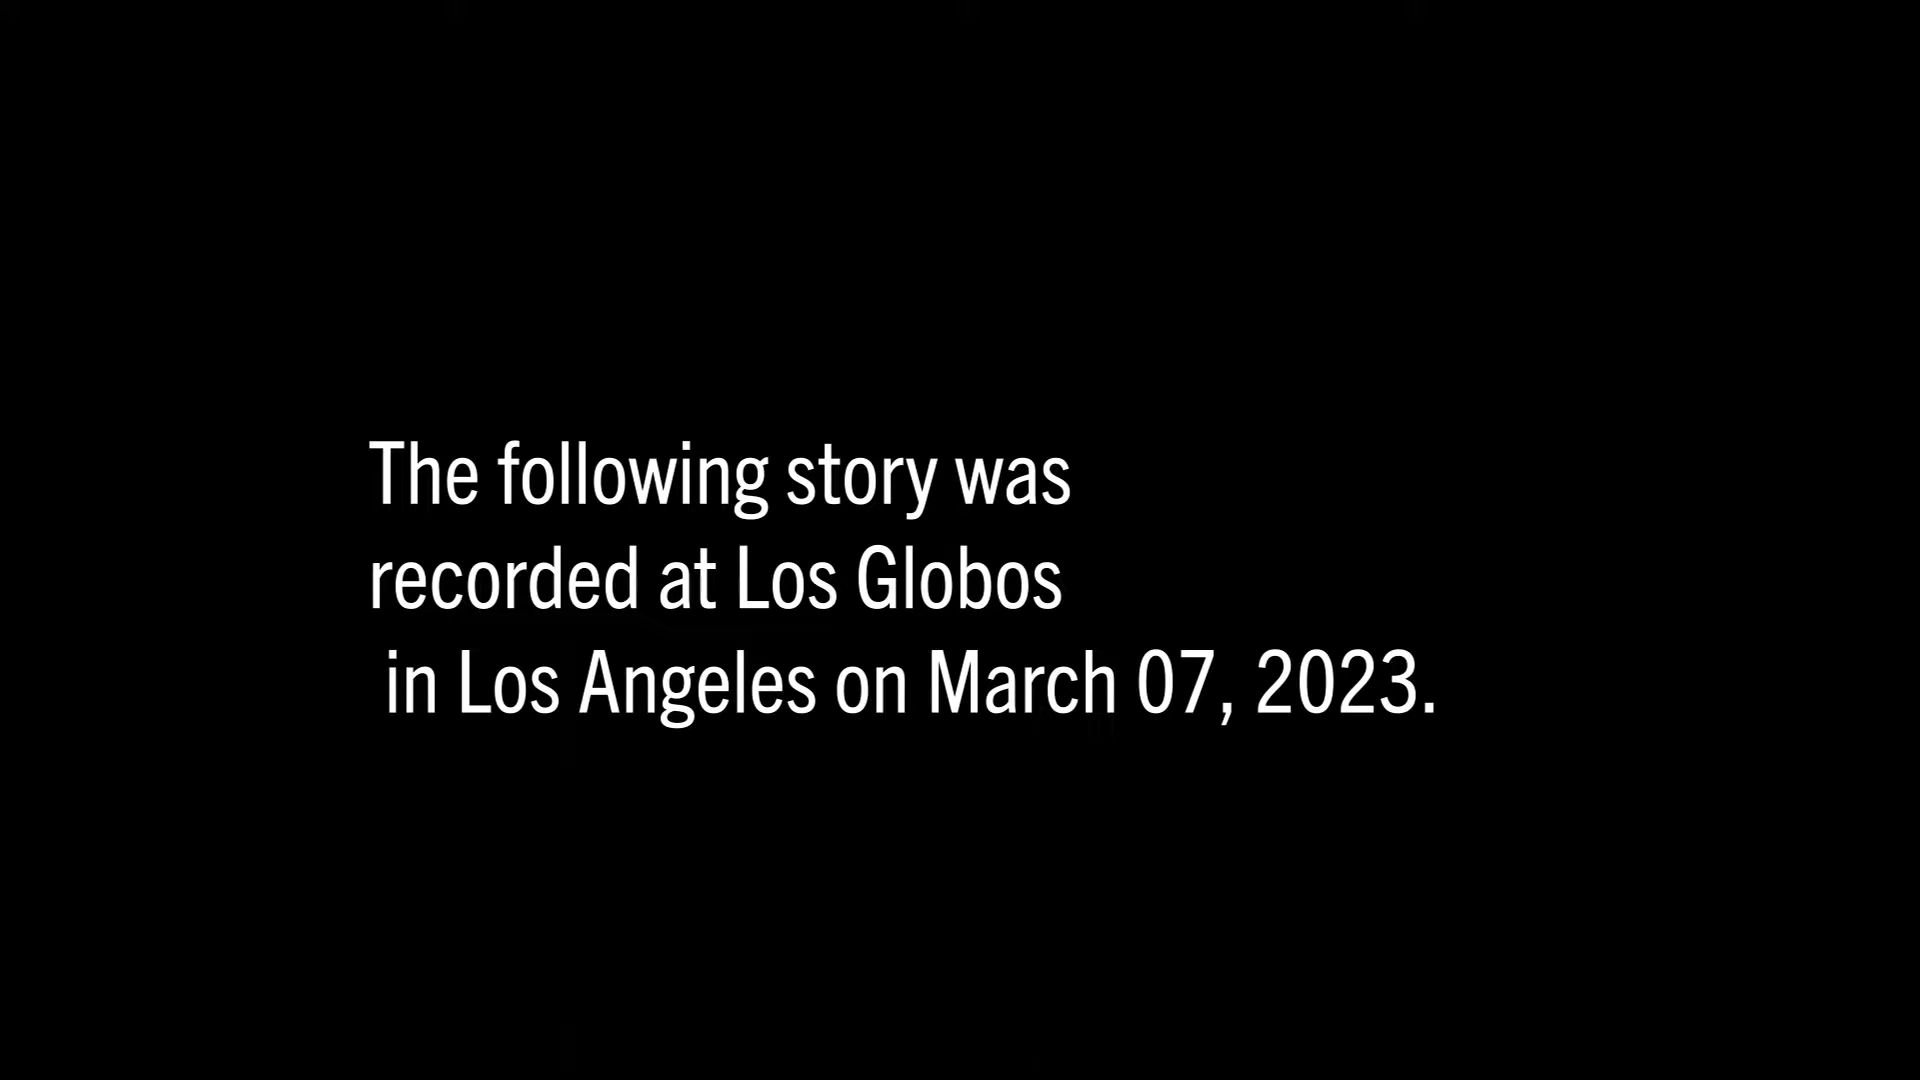 The following story was
recorded at Los Globos
in Los Angeles on March 07, 2023.